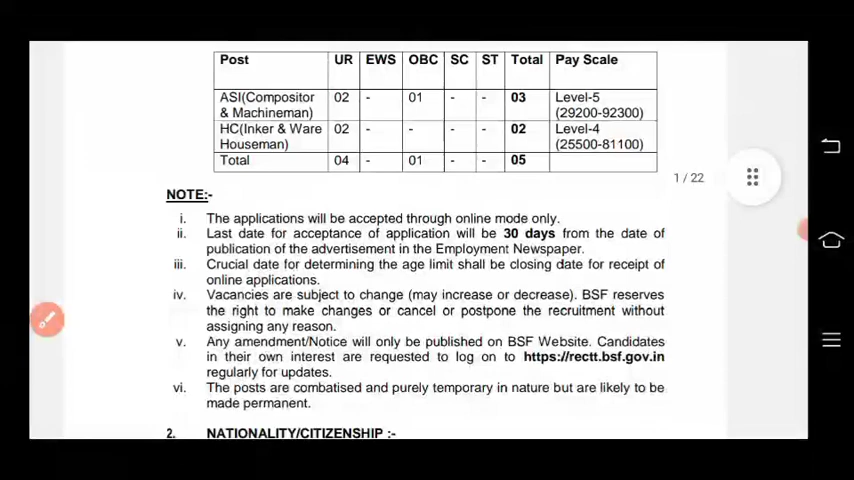 Post UR EWS OBC SC ST Total Pay Scale
ASI(Compositor & Machineman) 02 - 01 - - 03 Level-5 (29200-92300)
HC(Inker & Ware Houseman) 02 - - - - 02 Level-4 (25500-81100)
Total 04 - 01 - - 05
1 / 22
NOTE:-
i. The applications will be accepted through online mode only.
ii. Last date for acceptance of application will be 30 days from the date of
publication of the advertisement in the Employment Newspaper.
iii. Crucial date for determining the age limit shall be closing date for receipt of
online applications.
iv. Vacancies are subject to change (may increase or decrease). BSF reserves
the right to make changes or cancel or postpone the recruitment without
assigning any reason.
v. Any amendment/Notice will only be published on BSF Website. Candidates
in their own interest are requested to log on to https://rectt.bsf.gov.in
regularly for updates.
vi. The posts are combatised and purely temporary in nature but are likely to be
made permanent.
2. NATIONALITY/CITIZENSHIP :-